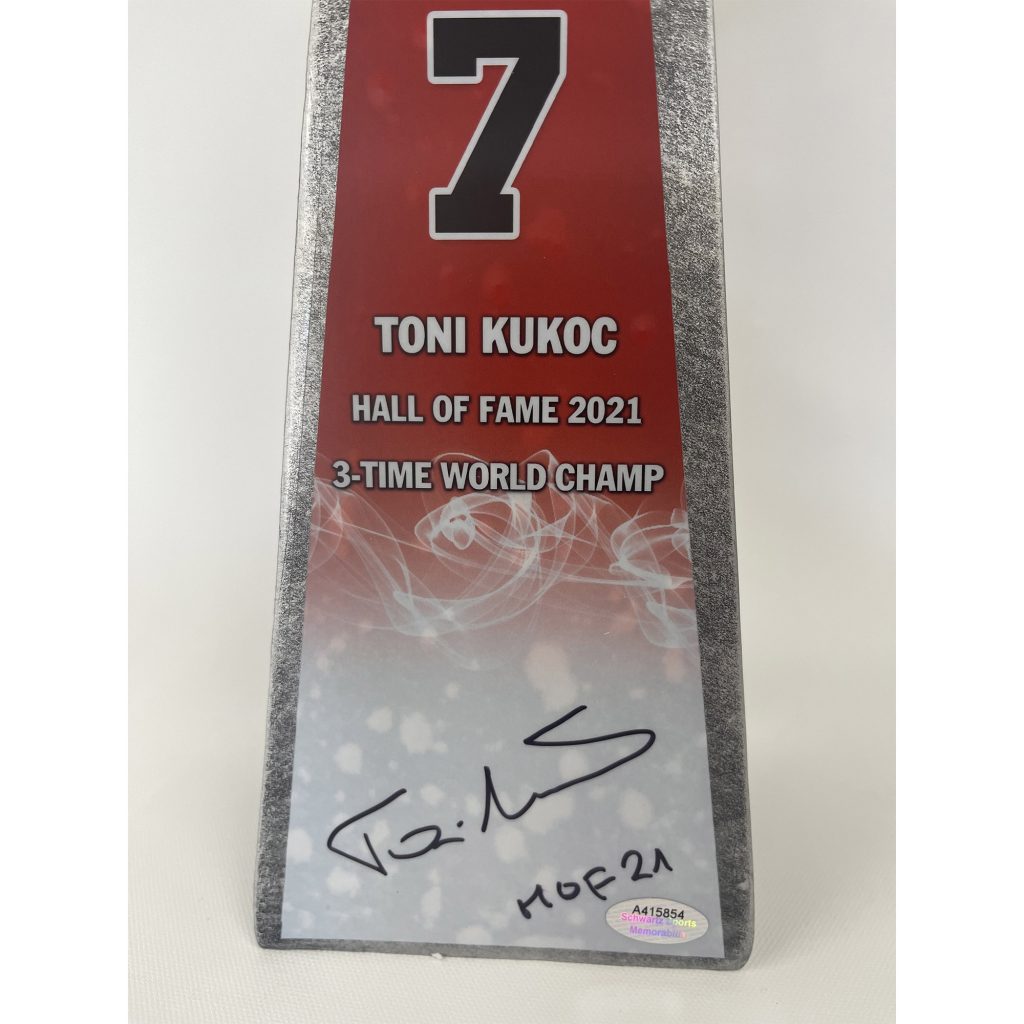 7
TONI KUKOC
HALL OF FAME 2021
3-TIME WORLD CHAMP
HOF 21
A415854
Schwartz Sports
Memorabilia